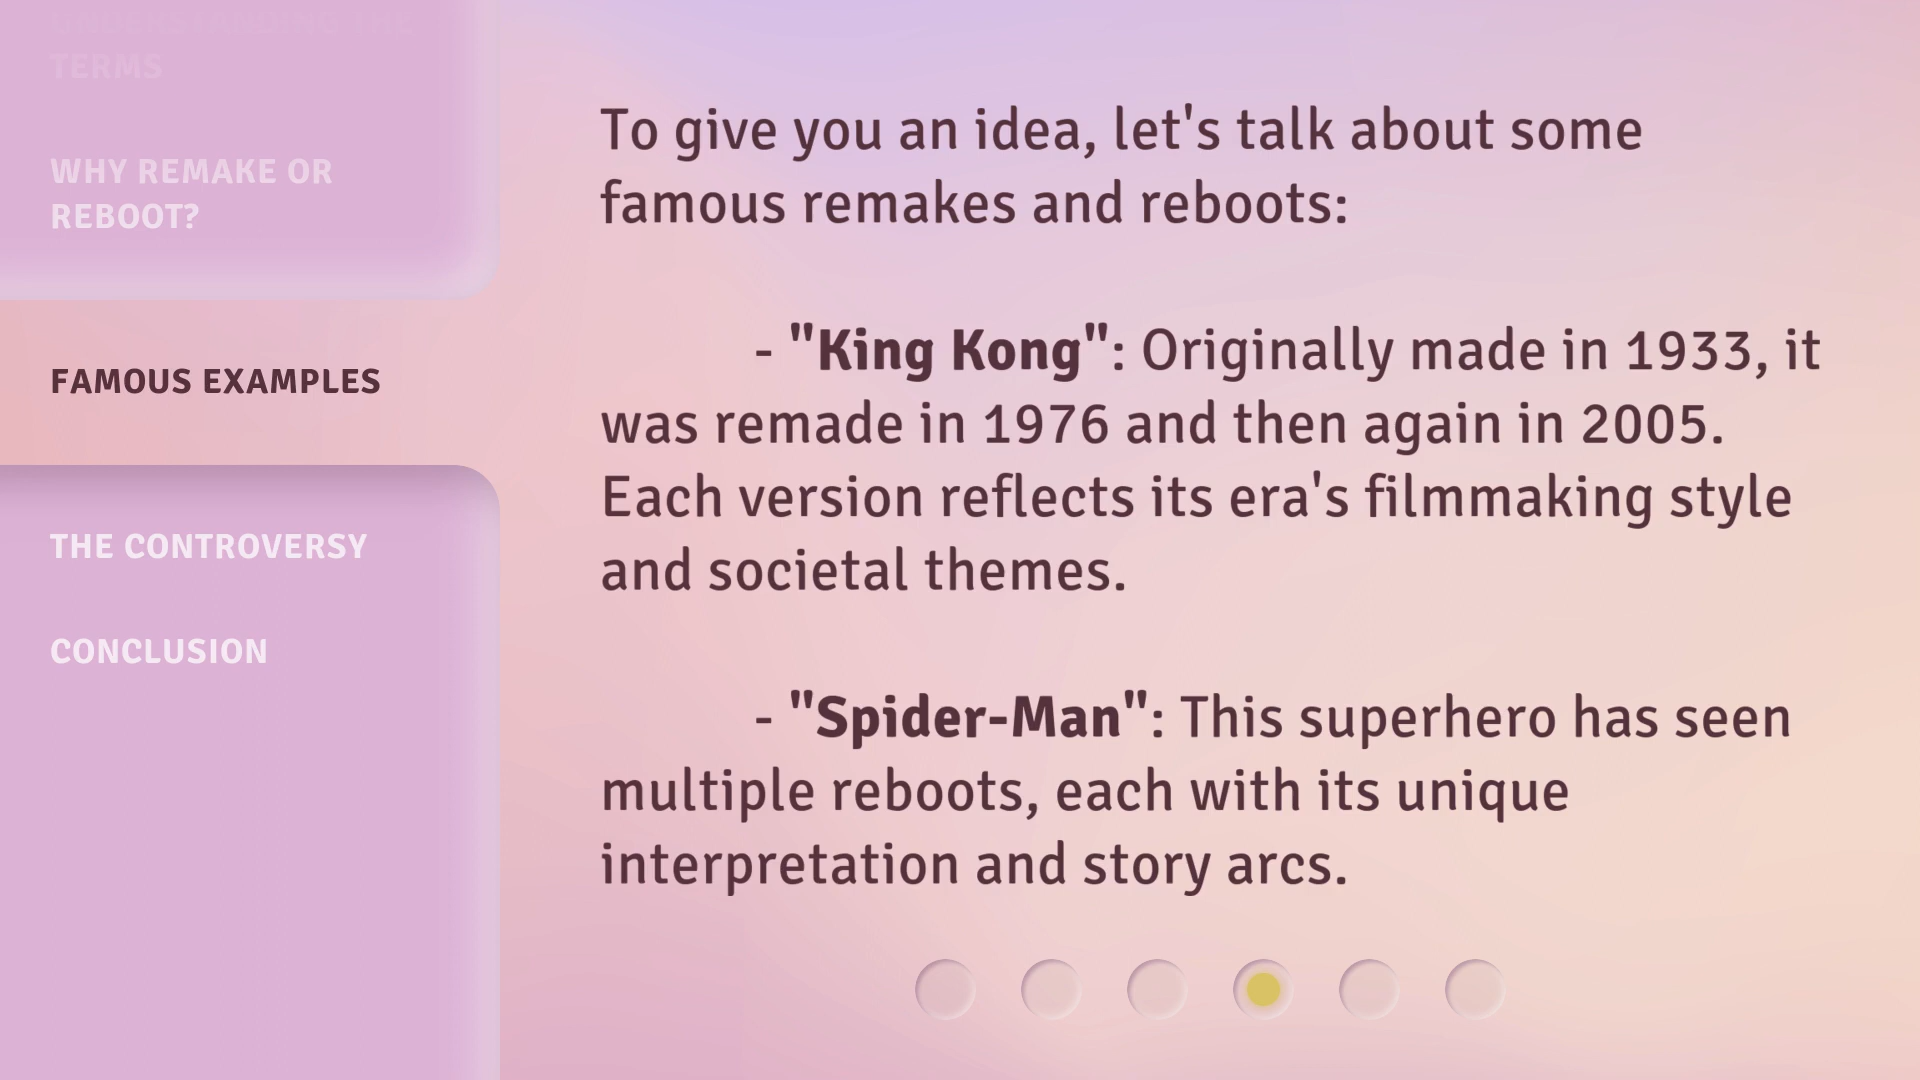 UNDERSTANDING THE
TERMS
WHY REMAKE OR
REBOOT?
FAMOUS EXAMPLES
THE CONTROVERSY
CONCLUSION
To give you an idea, let's talk about some
famous remakes and reboots:
- "King Kong": Originally made in 1933, it
was remade in 1976 and then again in 2005.
Each version reflects its era's filmmaking style
and societal themes.
- "Spider-Man": This superhero has seen
multiple reboots, each with its unique
interpretation and story arcs.